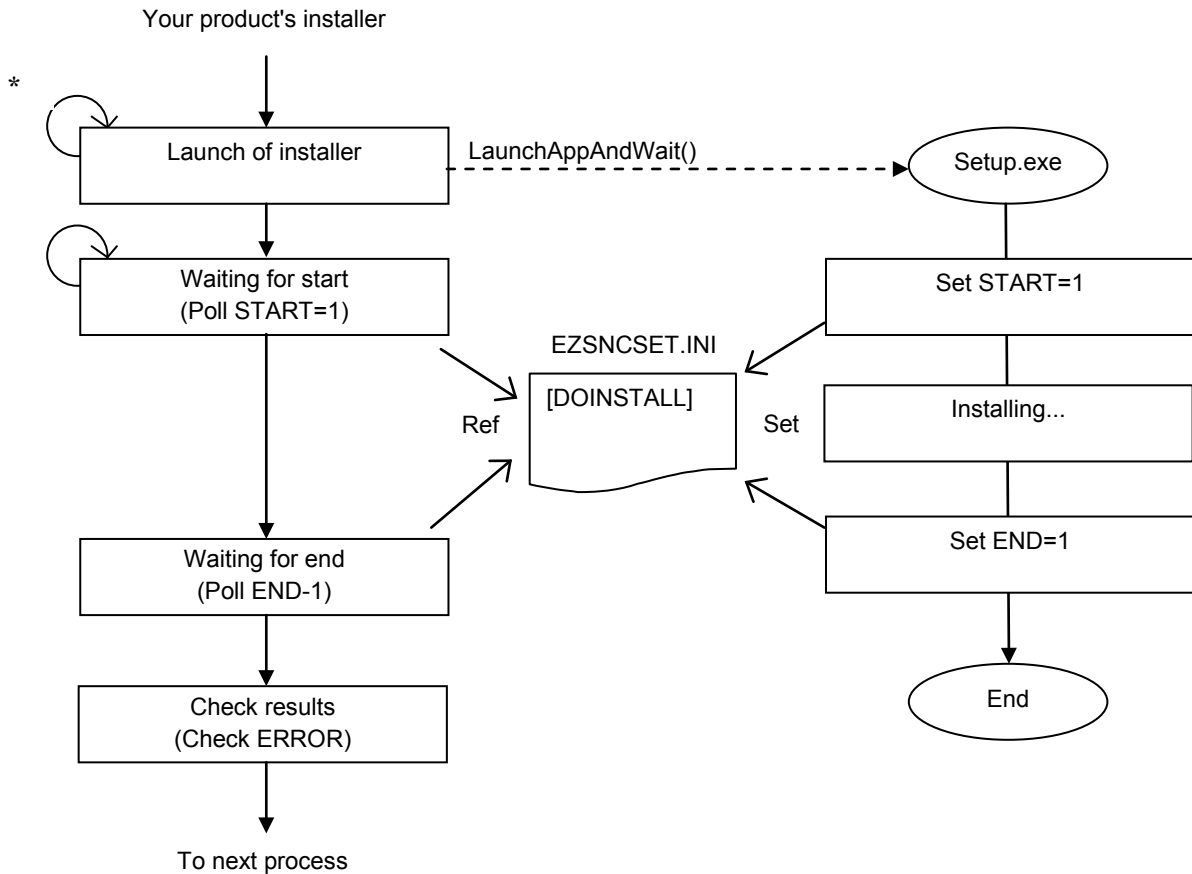 Your product's installer
*
Launch of installer
LaunchAppAndWait()
Setup.exe
Waiting for start
(Poll START=1)
Set START=1
EZSNCSET.INI
[DOINSTALL]
Ref
Set
Installing...
Waiting for end
(Poll END-1)
Set END=1
Check results
(Check ERROR)
End
To next process